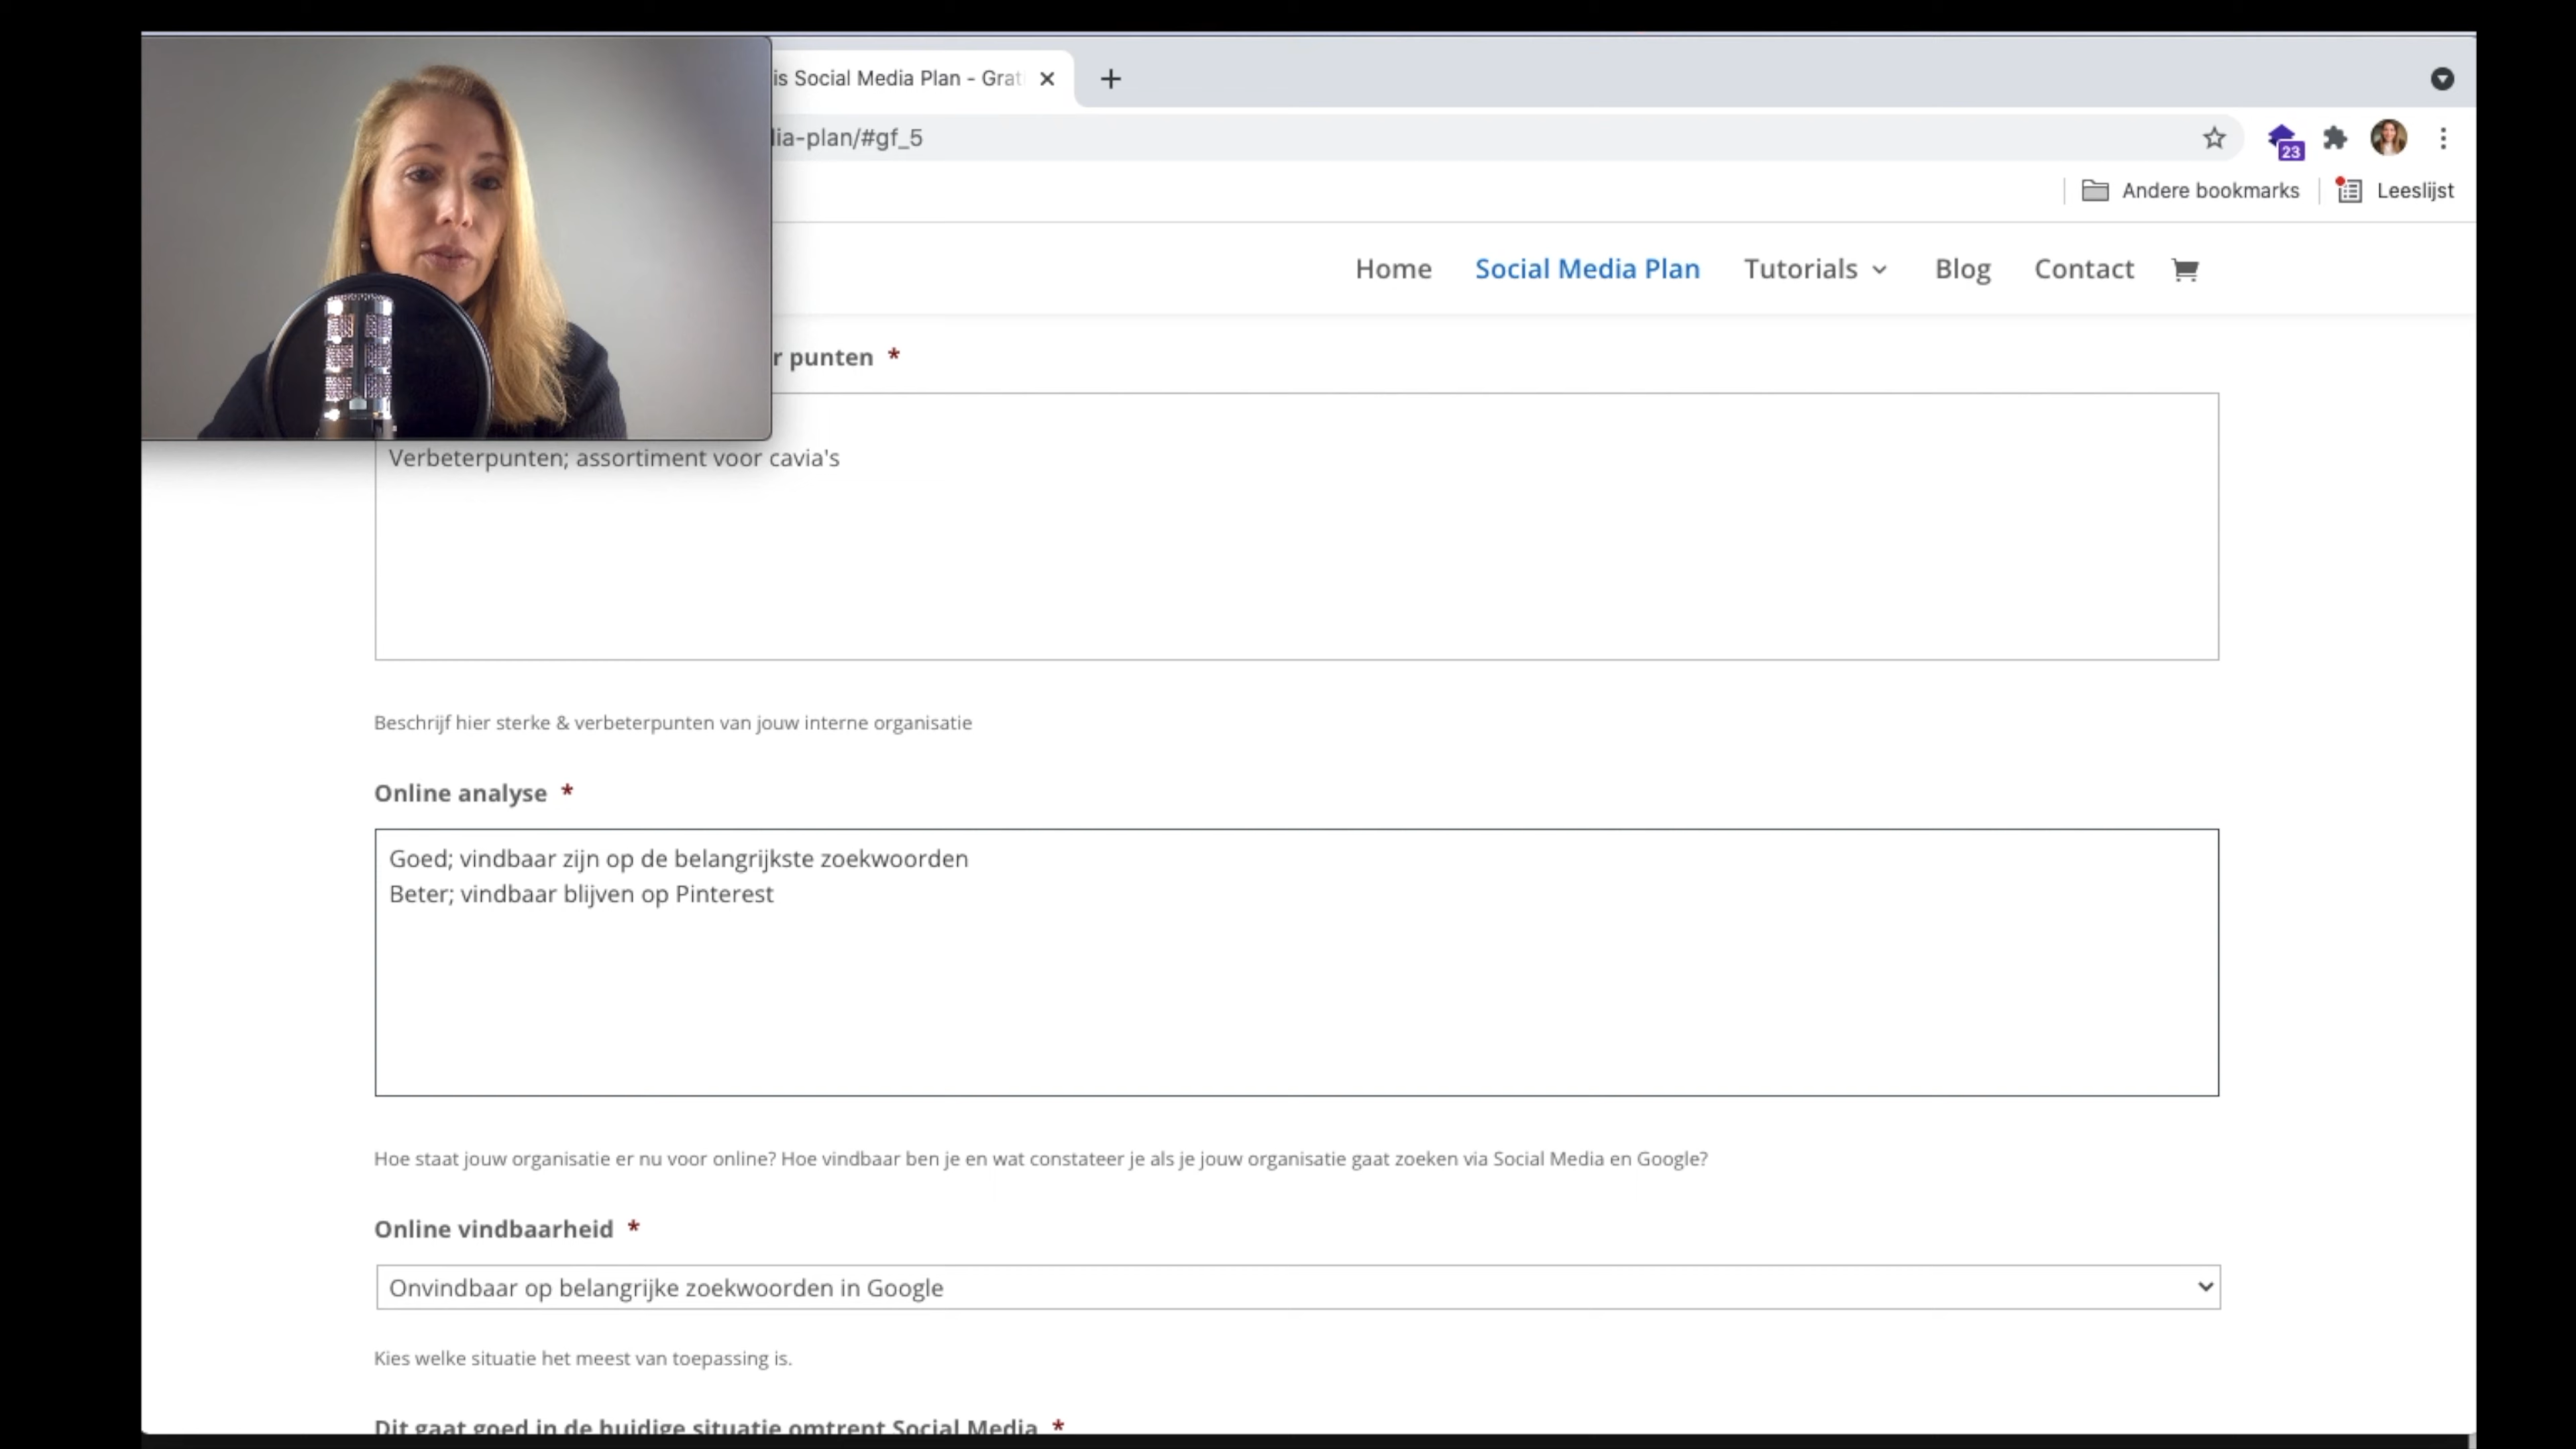 is Social Media Plan - Grat
ia-plan/#gf_5
23
Andere bookmarks
Leeslijst
Home
Social Media Plan
Tutorials
Blog
Contact
r punten *
Verbeterpunten; assortiment voor cavia's
Beschrijf hier sterke & verbeterpunten van jouw interne organisatie
Online analyse *
Goed; vindbaar zijn op de belangrijkste zoekwoorden
Beter; vindbaar blijven op Pinterest
Hoe staat jouw organisatie er nu voor online? Hoe vindbaar ben je en wat constateer je als je jouw organisatie gaat zoeken via Social Media en Google?
Online vindbaarheid *
Onvindbaar op belangrijke zoekwoorden in Google
Kies welke situatie het meest van toepassing is.
Dit gaat goed in de huidige situatie omtrent Social Media *